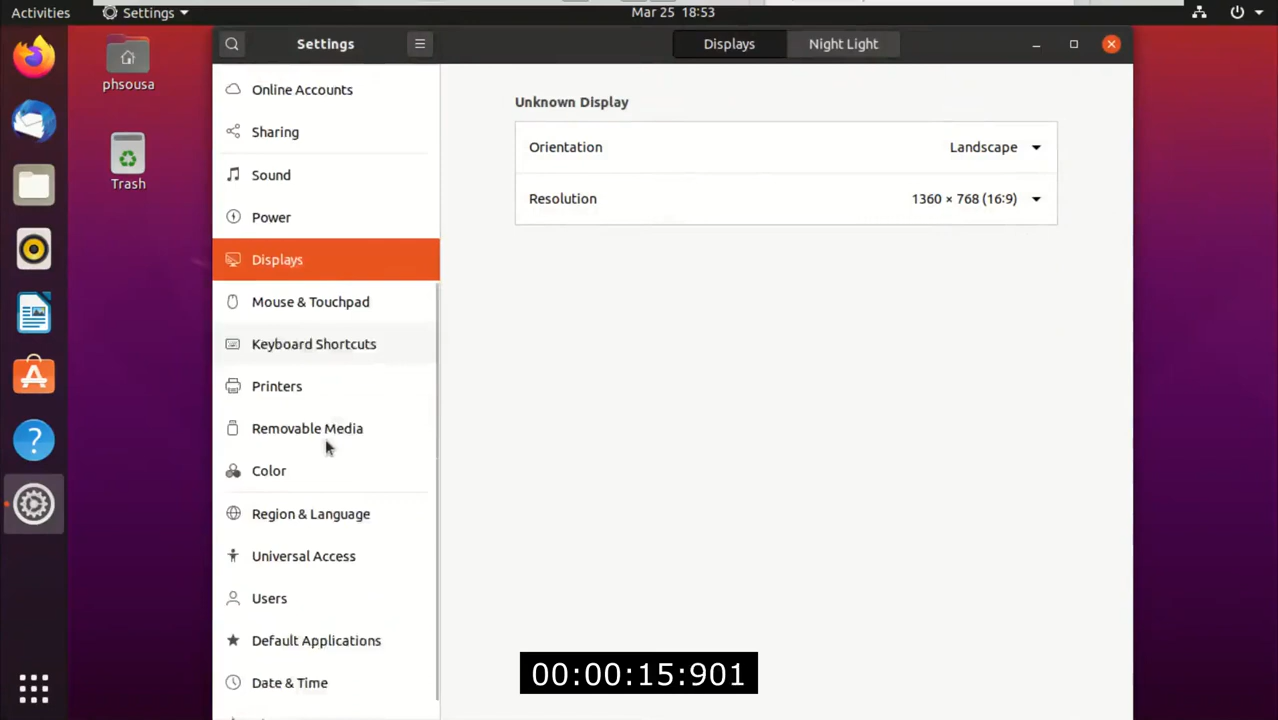 Activities
Settings
Mar 25 18:53
phsousa
Trash
Settings
Displays
Night Light
Online Accounts
Sharing
Sound
Power
Displays
Mouse & Touchpad
Keyboard Shortcuts
Printers
Removable Media
Color
Region & Language
Universal Access
Users
Default Applications
Date & Time
Unknown Display
Orientation Landscape
Resolution 1360 × 768 (16:9)
00:00:15:901